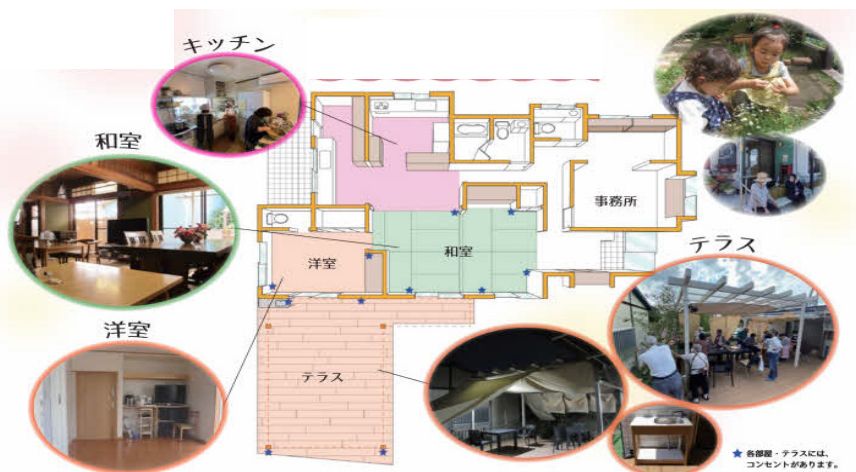 キッチン
和室
事務所
テラス
和室
洋室
洋室
テラス
★ 各部屋・テラスには、
コンセントがあります。